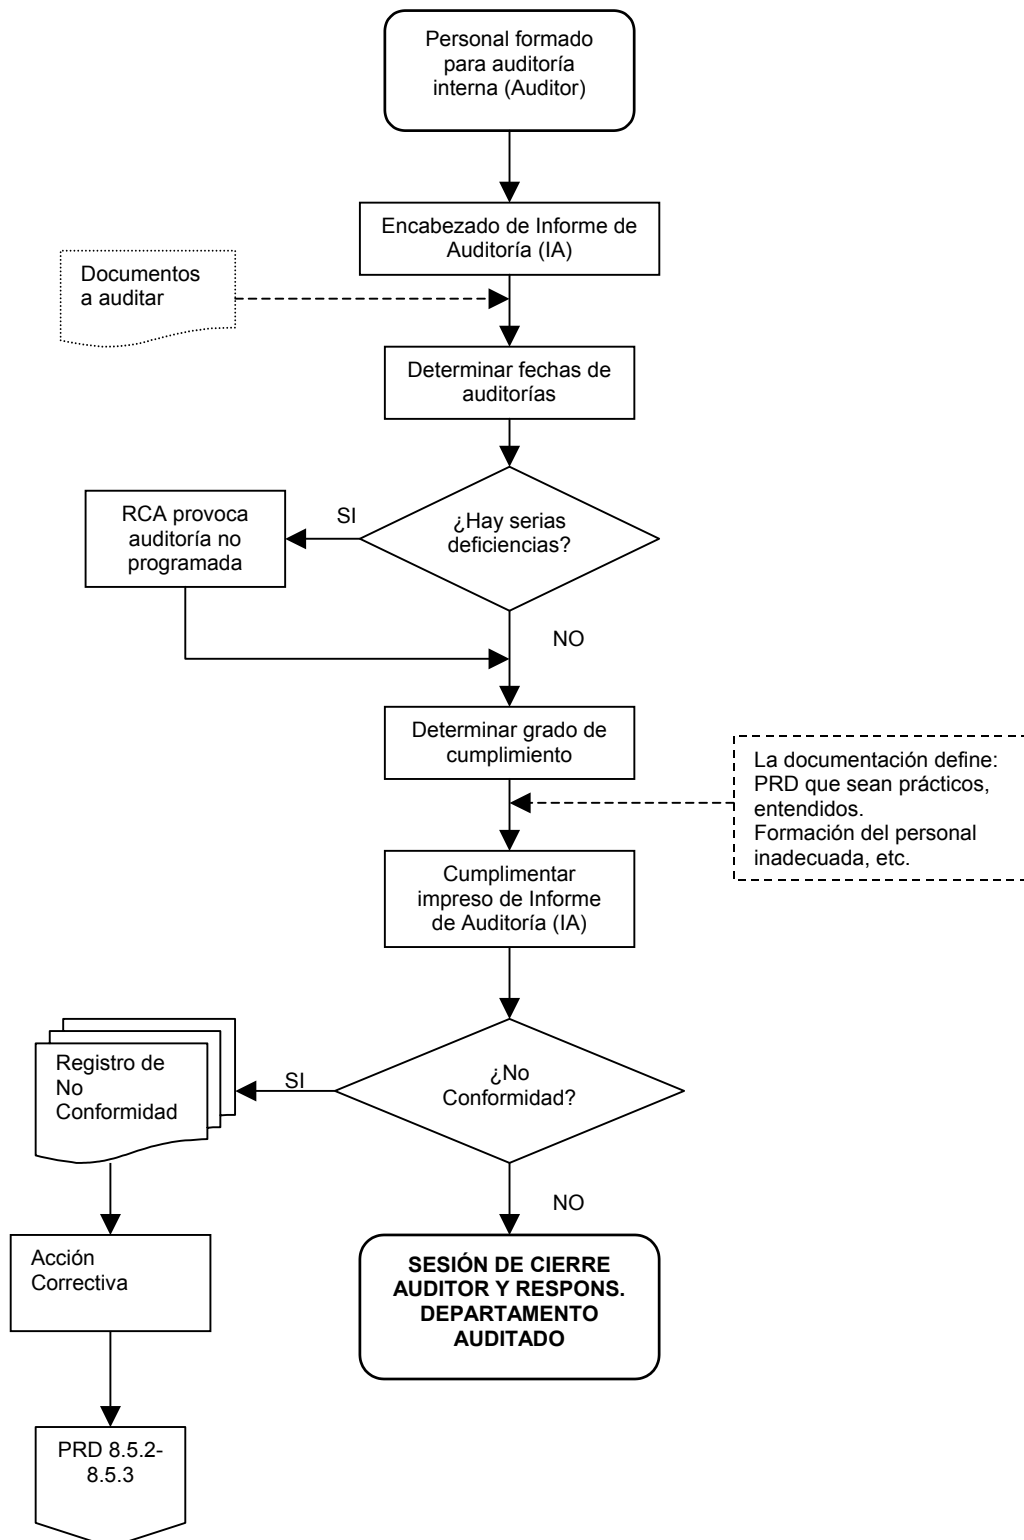 Personal formado
para auditoría
interna (Auditor)
Encabezado de Informe de
Auditoría (IA)
Documentos
a auditar
Determinar fechas de
auditorías
¿Hay serias
deficiencias?
SI
RCA provoca
auditoría no
programada
NO
Determinar grado de
cumplimiento
La documentación define:
PRD que sean prácticos,
entendidos.
Formación del personal
inadecuada, etc.
Cumplimentar
impreso de Informe
de Auditoría (IA)
¿No
Conformidad?
SI
Registro de
No
Conformidad
NO
Acción
Correctiva
SESIÓN DE CIERRE
AUDITOR Y RESPONS.
DEPARTAMENTO
AUDITADO
PRD 8.5.2-
8.5.3